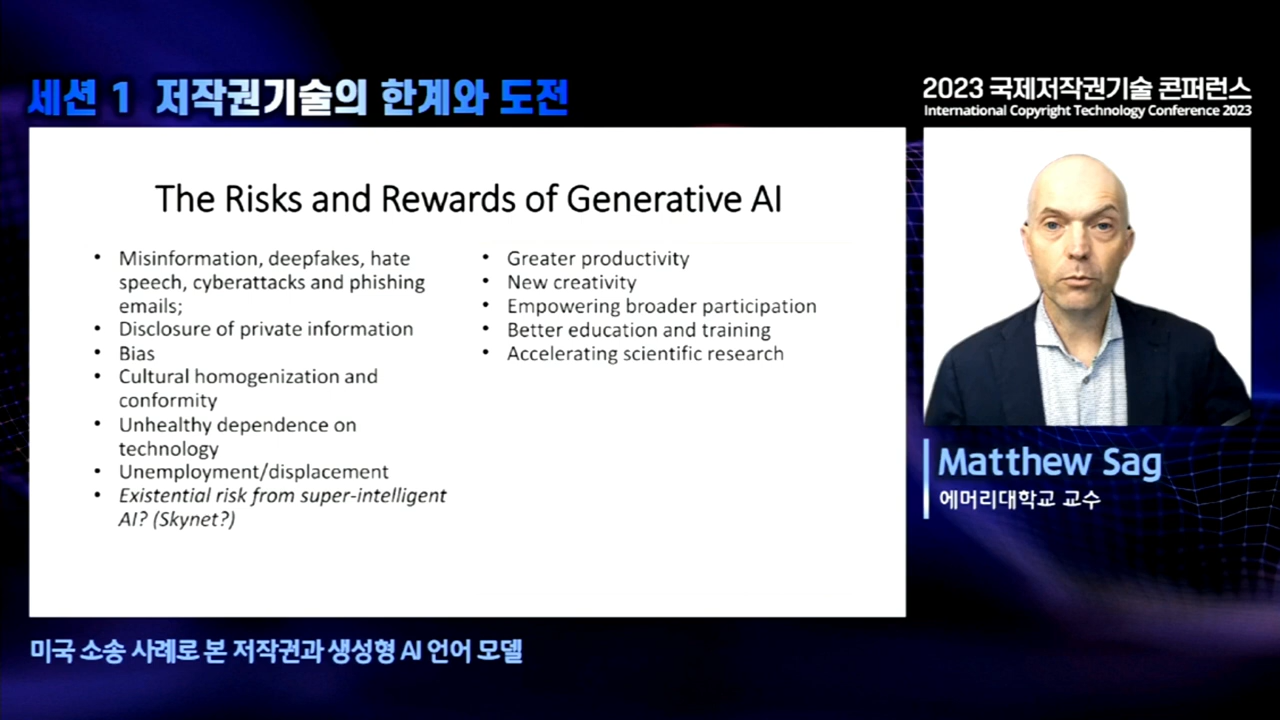 세션 1 저작권기술의 한계와 도전
2023 국제저작권기술 콘퍼런스
International Copyright Technology Conference 2023
The Risks and Rewards of Generative AI
• Misinformation, deepfakes, hate
speech, cyberattacks and phishing
emails;
• Disclosure of private information
• Bias
• Cultural homogenization and
conformity
• Unhealthy dependence on
technology
• Unemployment/displacement
• Existential risk from super-intelligent
AI? (Skynet?)
• Greater productivity
• New creativity
• Empowering broader participation
• Better education and training
• Accelerating scientific research
Matthew Sag
에머리대학교 교수
미국 소송 사례로 본 저작권과 생성형 AI 언어 모델